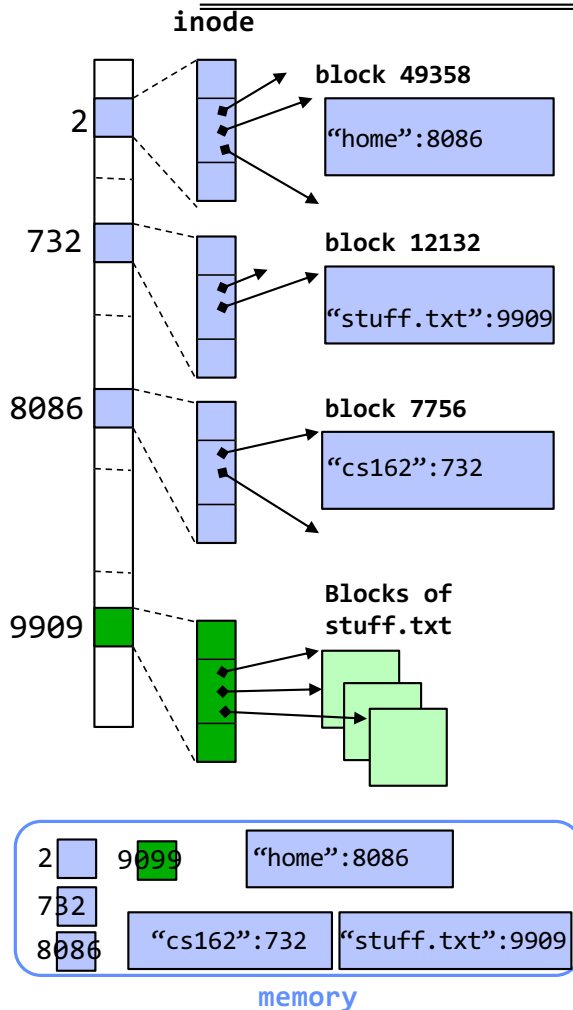 inode
block 49358
2
“home”:8086
732
block 12132
“stuff.txt”:9909
8086
block 7756
“cs162”:732
Blocks of
stuff.txt
9909
2
9099
“home”:8086
732
8086
“cs162”:732
“stuff.txt”:9909
memory